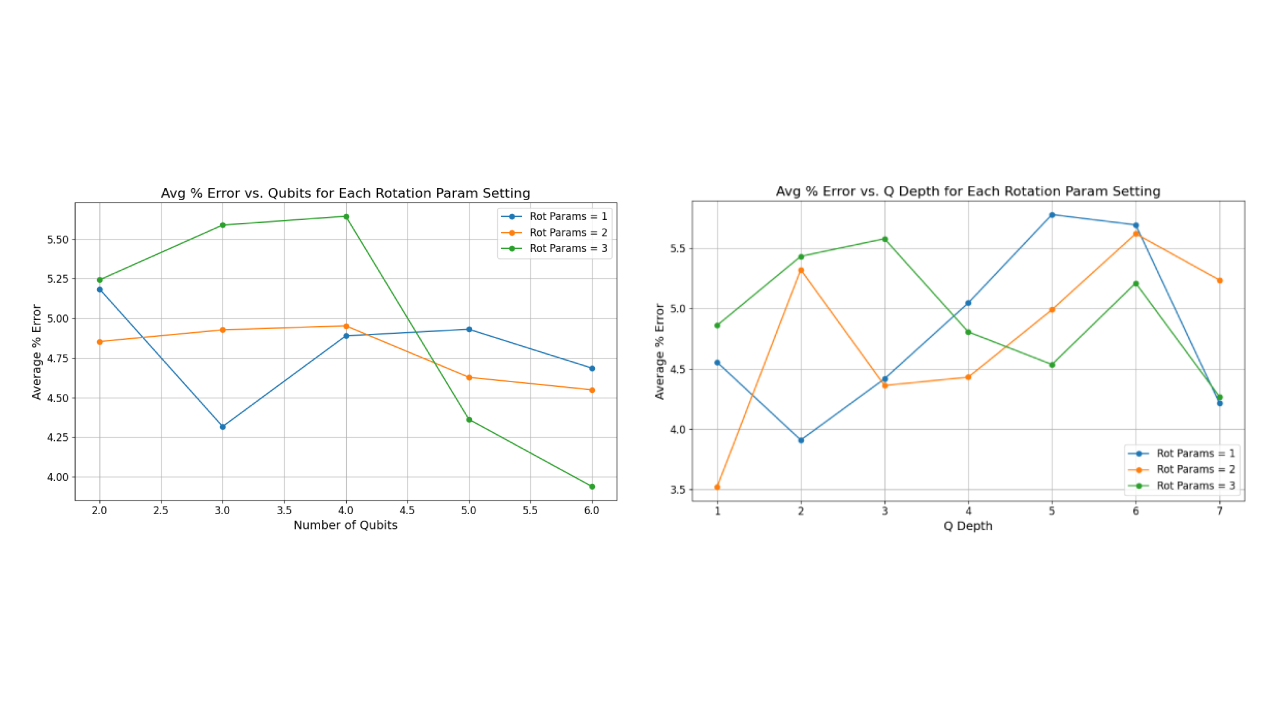 Avg % Error vs. Qubits for Each Rotation Param Setting
Average % Error
5.50
5.25
5.00
4.75
4.50
4.25
4.00
Rot Params = 1
Rot Params = 2
Rot Params = 3
2.0 2.5 3.0 3.5 4.0 4.5 5.0 5.5 6.0
Number of Qubits
Avg % Error vs. Q Depth for Each Rotation Param Setting
Average % Error
5.5
5.0
4.5
4.0
3.5
Rot Params = 1
Rot Params = 2
Rot Params = 3
1 2 3 4 5 6 7
Q Depth